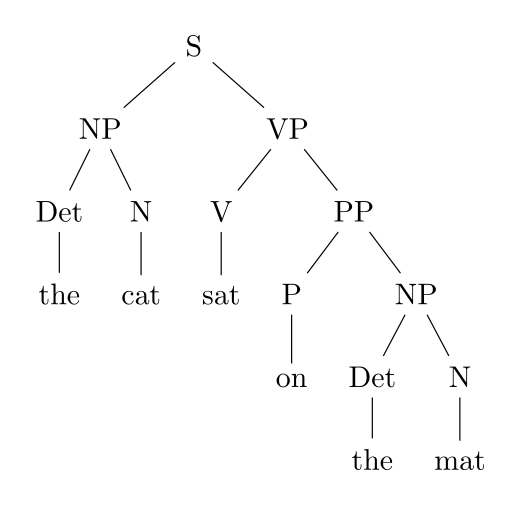 S
NP VP
Det N V PP
the cat sat P NP
on Det N
the mat